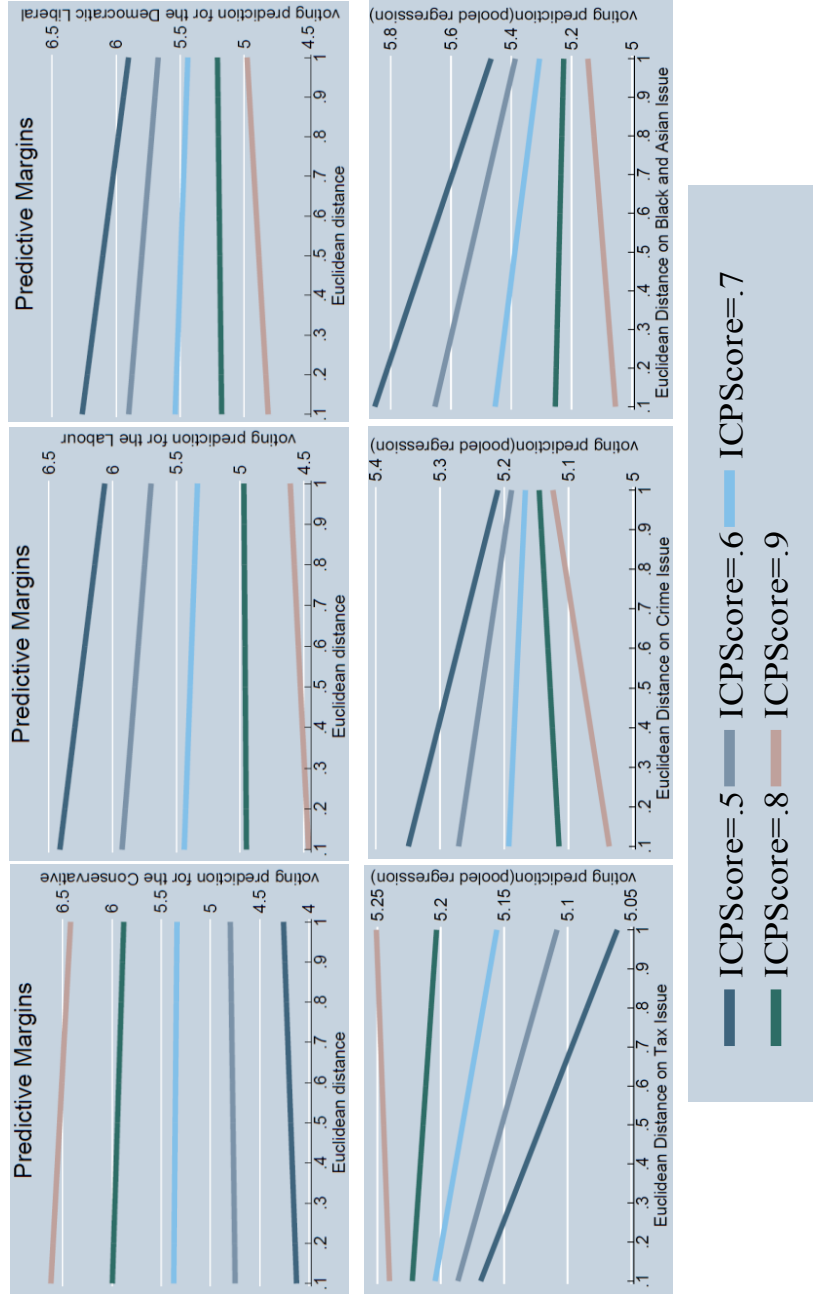 Predictive Margins
voting prediction for the Conservative
6.5
6
5.5
5
4.5
4
.1 .2 .3 .4 .5 .6 .7 .8 .9 1
Euclidean distance
Predictive Margins
voting prediction for the Labour
6.5
6
5.5
5
4.5
.1 .2 .3 .4 .5 .6 .7 .8 .9 1
Euclidean distance
Predictive Margins
voting prediction for the Democratic Liberal
6.5
6
5.5
5
4.5
.1 .2 .3 .4 .5 .6 .7 .8 .9 1
Euclidean distance
voting prediction(pooled regression)
5.25
5.2
5.15
5.1
5.05
.1 .2 .3 .4 .5 .6 .7 .8 .9 1
Euclidean Distance on Tax Issue
voting prediction(pooled regression)
5.4
5.3
5.2
5.1
5
.1 .2 .3 .4 .5 .6 .7 .8 .9 1
Euclidean Distance on Crime Issue
voting prediction(pooled regression)
5.8
5.6
5.4
5.2
5
.1 .2 .3 .4 .5 .6 .7 .8 .9 1
Euclidean Distance on Black and Asian Issue
ICPScore=.5 ICPScore=.6 ICPScore=.7
ICPScore=.8 ICPScore=.9